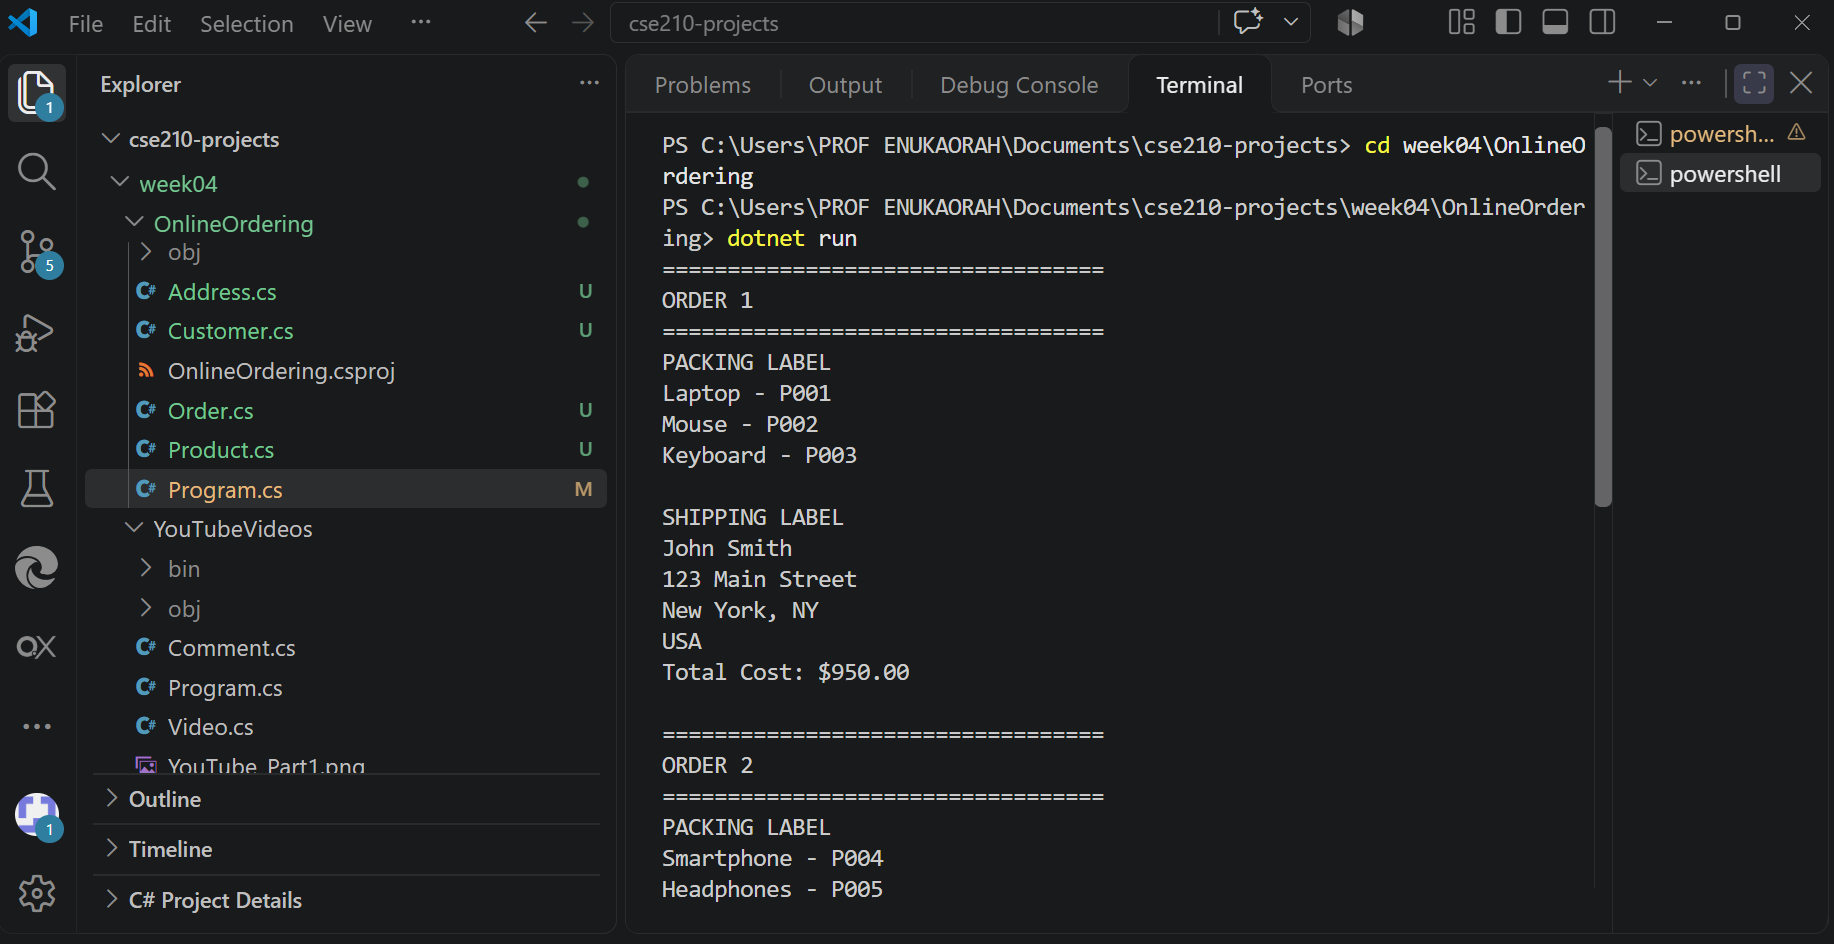 File Edit Selection View ...
cse210-projects
Explorer
cse210-projects
week04
OnlineOrdering
obj
C# Address.cs U
C# Customer.cs U
OnlineOrdering.csproj
C# Order.cs U
C# Product.cs U
C# Program.cs M
YouTubeVideos
bin
obj
C# Comment.cs
C# Program.cs
C# Video.cs
YouTube_Part1.png
Outline
Timeline
C# Project Details
1
5
1
Problems Output Debug Console Terminal Ports
PS C:\Users\PROF ENUKAORAH\Documents\cse210-projects> cd week04\OnlineO
rdering
PS C:\Users\PROF ENUKAORAH\Documents\cse210-projects\week04\OnlineOrder
ing> dotnet run
==================================
ORDER 1
==================================
PACKING LABEL
Laptop - P001
Mouse - P002
Keyboard - P003
SHIPPING LABEL
John Smith
123 Main Street
New York, NY
USA
Total Cost: $950.00
==================================
ORDER 2
==================================
PACKING LABEL
Smartphone - P004
Headphones - P005
powersh...
powershell